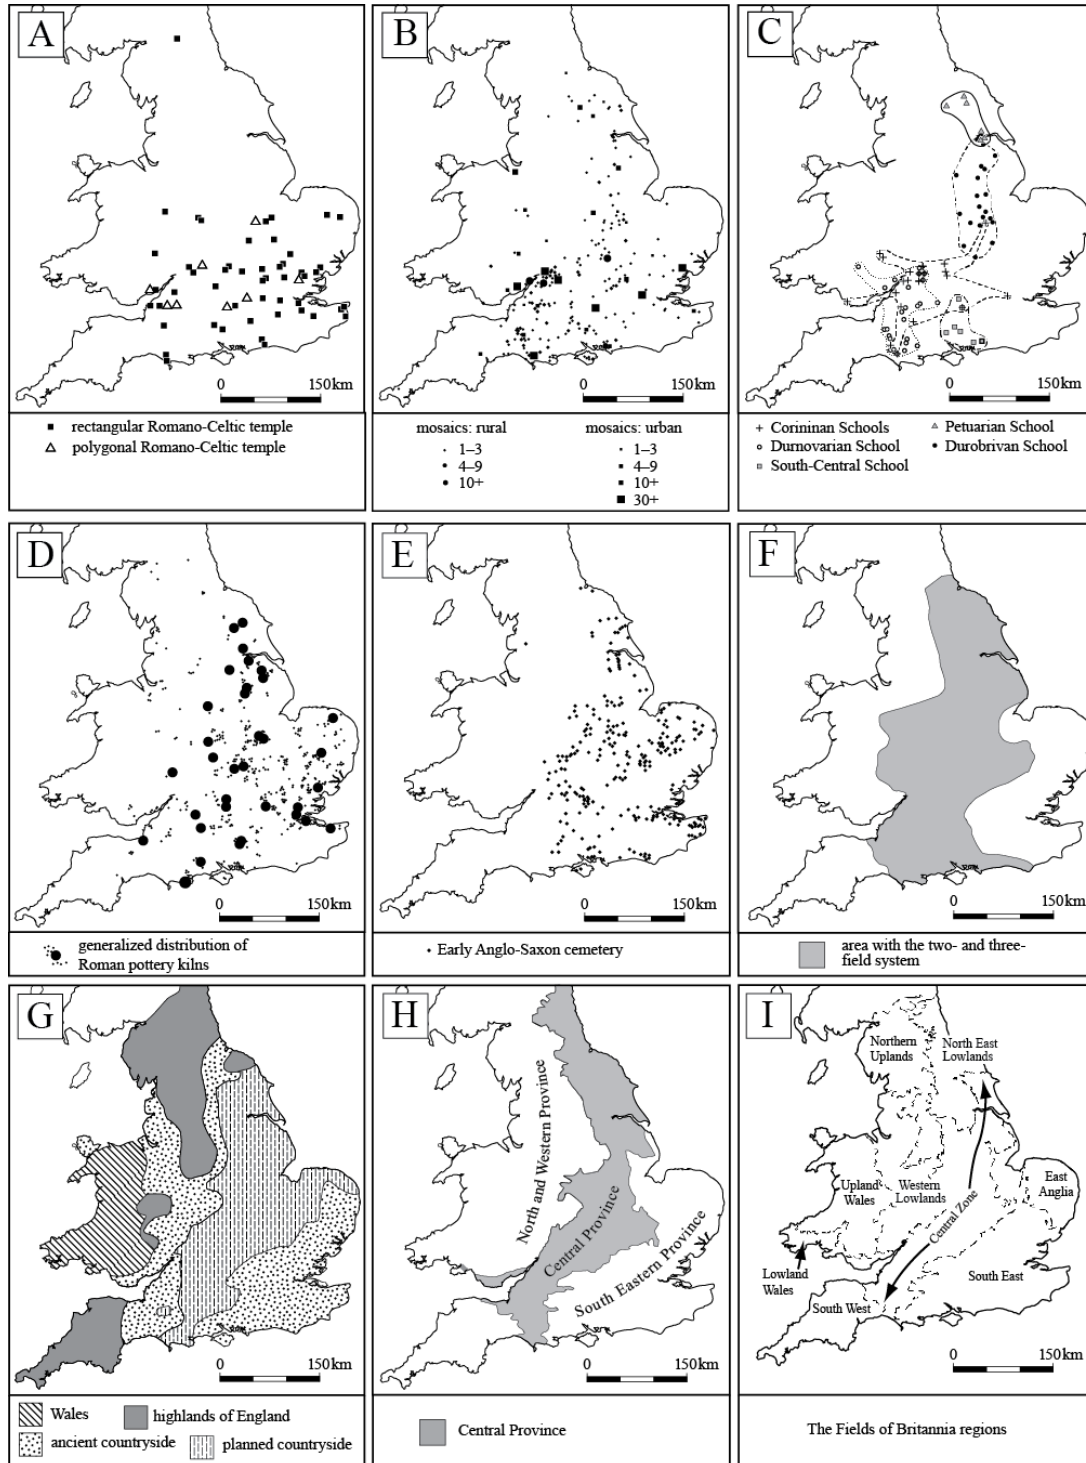 A
0 150km
■ rectangular Romano-Celtic temple
△ polygonal Romano-Celtic temple
B
0 150km
mosaics: rural mosaics: urban
1–3 1–3
4–9 4–9
10+ 10+
30+
C
0 150km
+ Corininan Schools
Durnovarian School
South-Central School
Petuarian School
Durobrivan School
D
0 150km
generalized distribution of
Roman pottery kilns
E
0 150km
Early Anglo-Saxon cemetery
F
0 150km
area with the two- and three-
field system
G
0 150km
Wales highlands of England
ancient countryside planned countryside
H
North and Western Province
Central Province
South Eastern Province
0 150km
Central Province
I
Northern
Uplands
North East
Lowlands
Upland
Wales
Western
Lowlands
East
Anglia
Central Zone
Lowland
Wales
South East
South West
0 150km
The Fields of Britannia regions